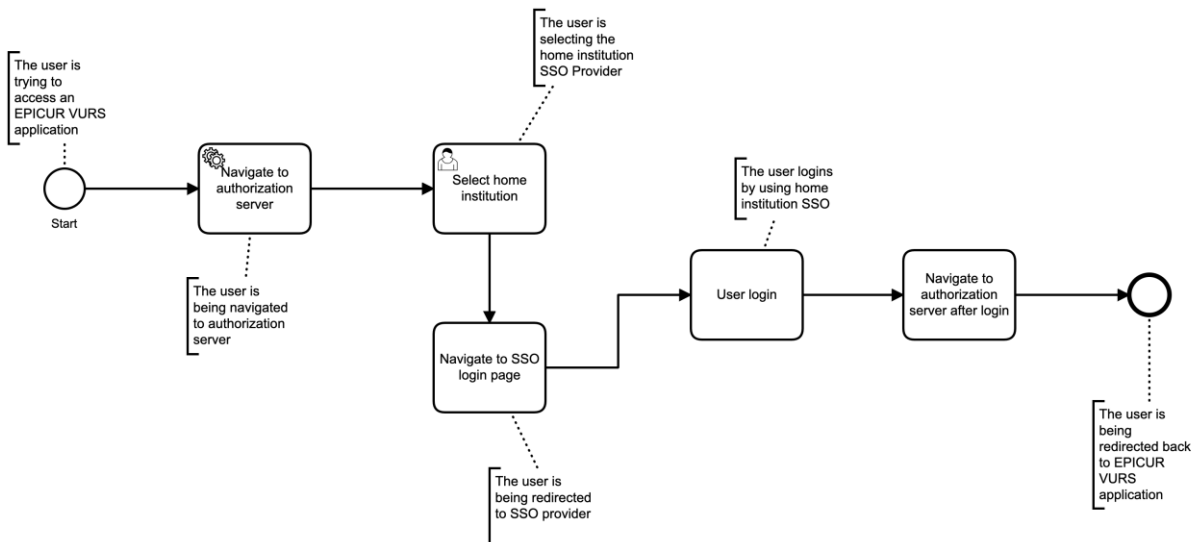 The user is
trying to
access an
EPICUR VURS
application
Start
Navigate to
authorization
server
The user is
being navigated
to authorization
server
The user is
selecting the
home institution
SSO Provider
Select home
institution
Navigate to SSO
login page
The user is
being redirected
to SSO provider
The user logins
by using home
institution SSO
User login
Navigate to
authorization
server after login
The user is
being
redirected back
to EPICUR
VURS
application